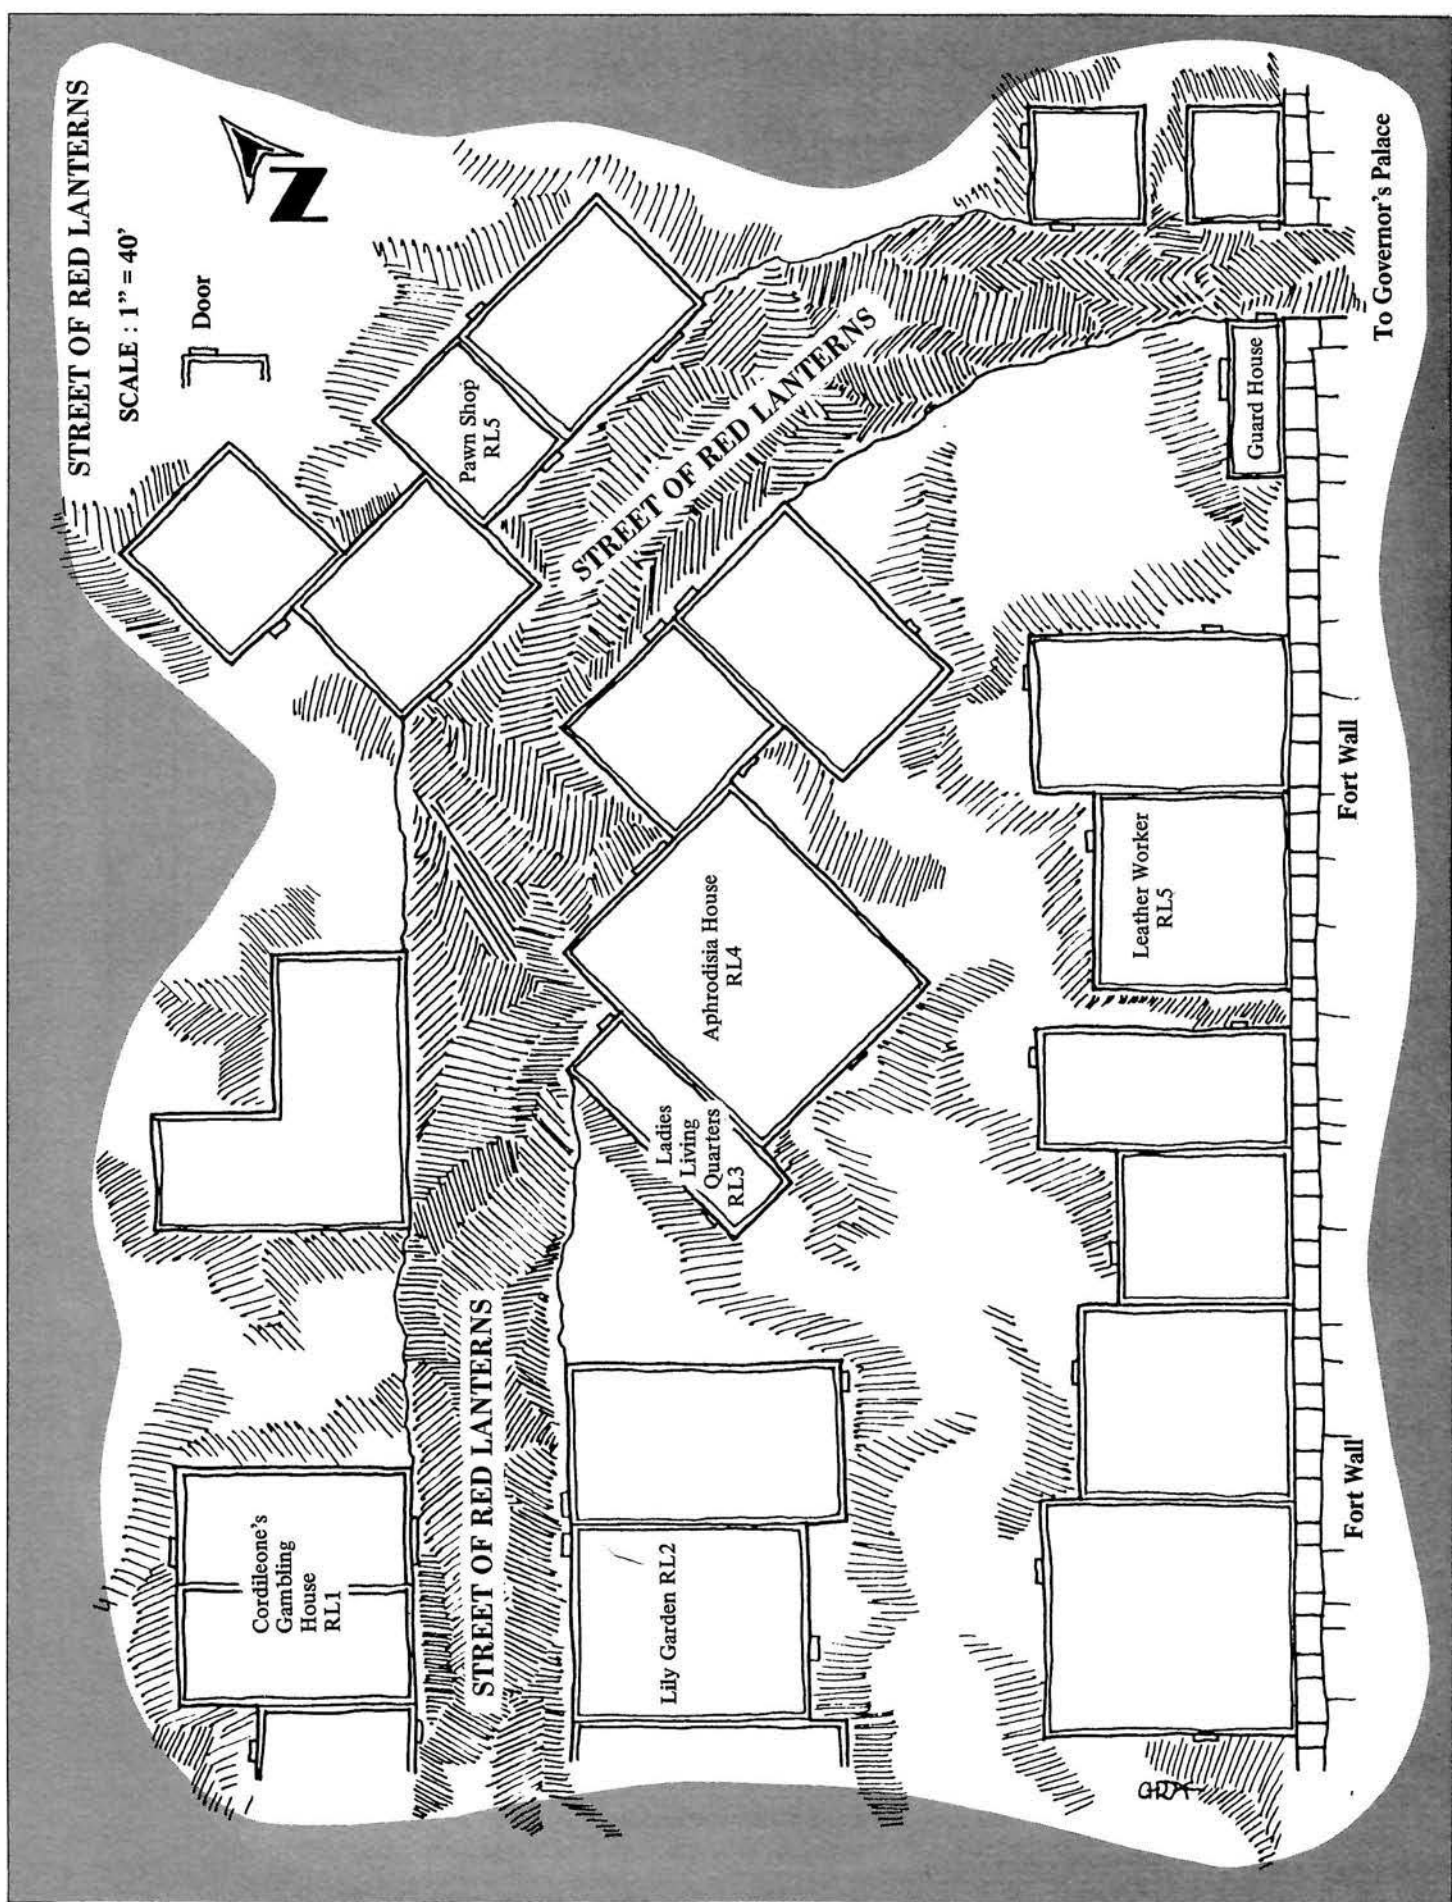 STREET OF RED LANTERNS
SCALE : 1" = 40'
Door
N
Pawn Shop
RL5
STREET OF RED LANTERNS
To Governor's Palace
Guard House
Aphrodisia House
RL4
Ladies
Living
Quarters
RL3
Leather Worker
RL5
Fort Wall
Cordileone's
Gambling
House
RL1
STREET OF RED LANTERNS
Lily Garden RL2
Fort Wall